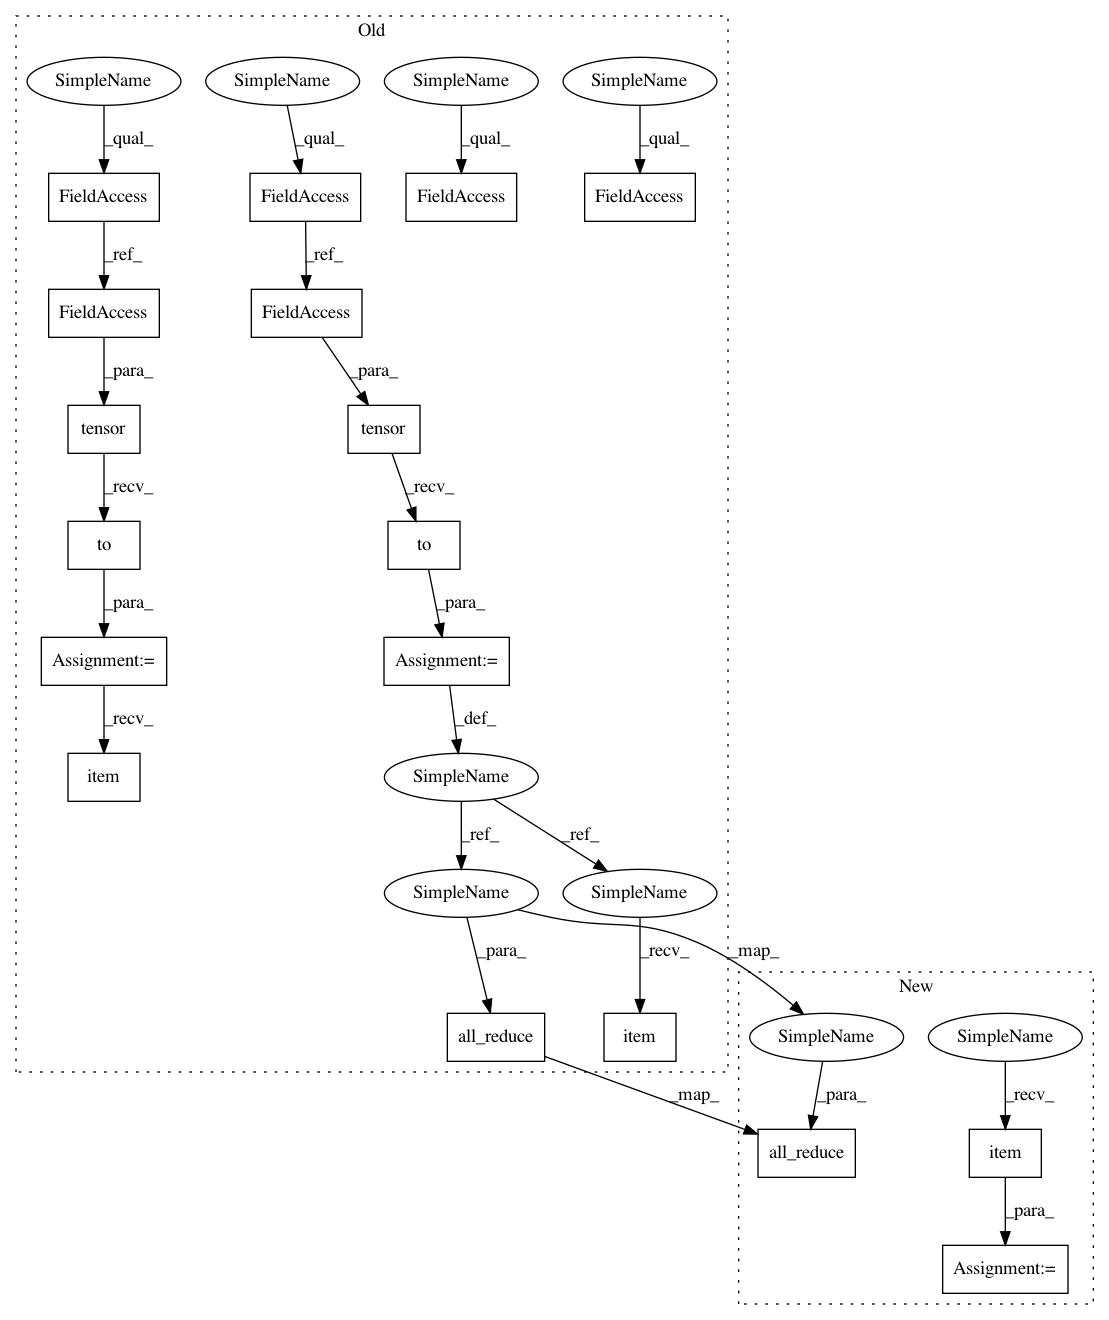 Old
SimpleName
SimpleName
SimpleName
SimpleName
_qual_
_qual_
_qual_
_qual_
FieldAccess
FieldAccess
FieldAccess
FieldAccess
_ref_
_ref_
FieldAccess
FieldAccess
_para_
_para_
tensor
tensor
_recv_
_recv_
to
to
_para_
_para_
Assignment:=
Assignment:=
_recv_
_def_
item
SimpleName
_ref_
_ref_
SimpleName
SimpleName
_para_
_recv_
_map_
New
all_reduce
item
SimpleName
SimpleName
_map_
_para_
_recv_
all_reduce
item
_para_
Assignment:=